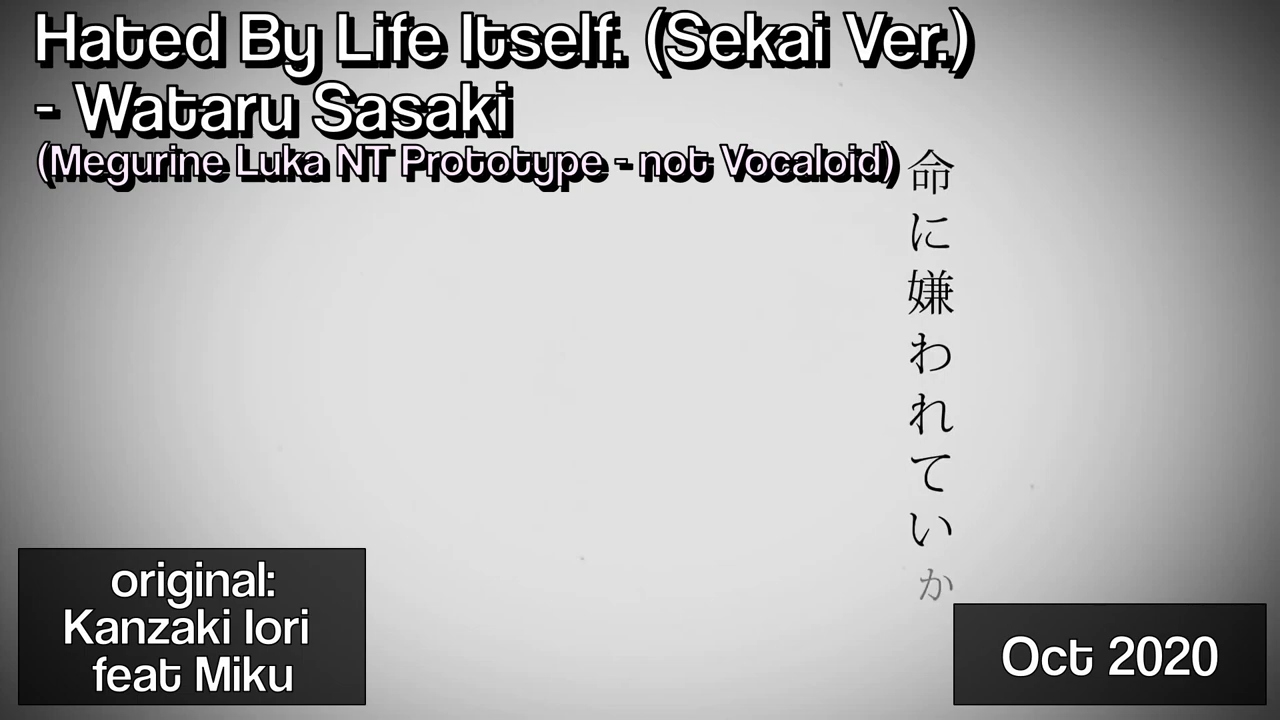 Hated By Life Itself. (Sekai Ver.)
- Wataru Sasaki
(Megurine Luka NT Prototype - not Vocaloid)
命に嫌われていか
original:
Kanzaki Iori
feat Miku
Oct 2020